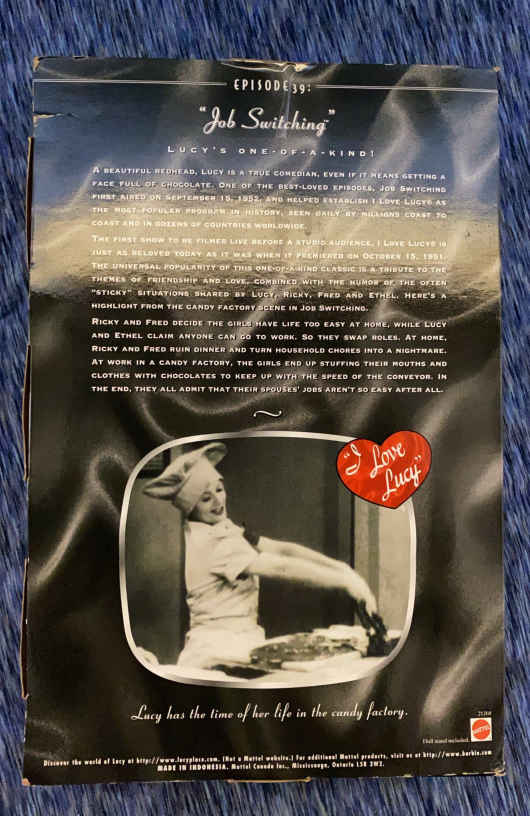 EPISODE 39:
"Job Switching"™
LUCY'S ONE-OF-A-KIND!
A BEAUTIFUL REDHEAD, LUCY IS A TRUE COMEDIAN, EVEN IF IT MEANS GETTING A
FACE FULL OF CHOCOLATE. ONE OF THE BEST-LOVED EPISODES, JOB SWITCHING
FIRST AIRED ON SEPTEMBER 15, 1952, AND HELPED ESTABLISH I LOVE LUCY® AS
THE MOST-POPULAR PROGRAM IN HISTORY, SEEN DAILY BY MILLIONS COAST TO
COAST AND IN DOZENS OF COUNTRIES WORLDWIDE.
THE FIRST SHOW TO BE FILMED LIVE BEFORE A STUDIO AUDIENCE, I LOVE LUCY® IS
JUST AS BELOVED TODAY AS IT WAS WHEN IT PREMIERED ON OCTOBER 15, 1951.
THE UNIVERSAL POPULARITY OF THIS ONE-OF-A-KIND CLASSIC IS A TRIBUTE TO THE
THEMES OF FRIENDSHIP AND LOVE, COMBINED WITH THE HUMOR OF THE OFTEN
"STICKY" SITUATIONS SHARED BY LUCY, RICKY, FRED AND ETHEL. HERE'S A
HIGHLIGHT FROM THE CANDY FACTORY SCENE IN JOB SWITCHING.
RICKY AND FRED DECIDE THE GIRLS HAVE LIFE TOO EASY AT HOME, WHILE LUCY
AND ETHEL CLAIM ANYONE CAN GO TO WORK. SO THEY SWAP ROLES. AT HOME,
RICKY AND FRED RUIN DINNER AND TURN HOUSEHOLD CHORES INTO A NIGHTMARE.
AT WORK IN A CANDY FACTORY, THE GIRLS END UP STUFFING THEIR MOUTHS AND
CLOTHES WITH CHOCOLATES TO KEEP UP WITH THE SPEED OF THE CONVEYOR. IN
THE END, THEY ALL ADMIT THAT THEIR SPOUSES' JOBS AREN'T SO EASY AFTER ALL.
"I Love
Lucy"
Lucy has the time of her life in the candy factory.
21268
Doll stand included.
MATTEL
Discover the world of Lucy at http://www.lucyplace.com. (Not a Mattel website.) For additional Mattel products, visit us at http://www.barbie.com
MADE IN INDONESIA. Mattel Canada Inc., Mississauga, Ontario L5R 3W2.